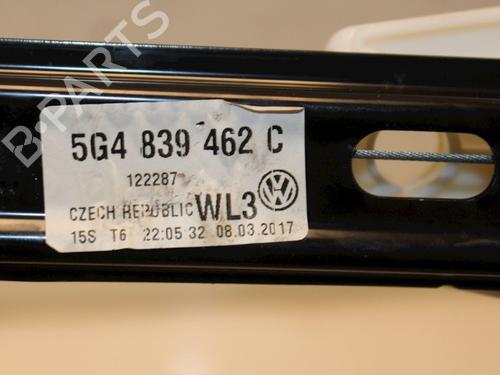 5G4 839 462 C
122287
CZECH REPUBLIC WL3
15S T6 22:05 32 08.03.2017
B-PARTS